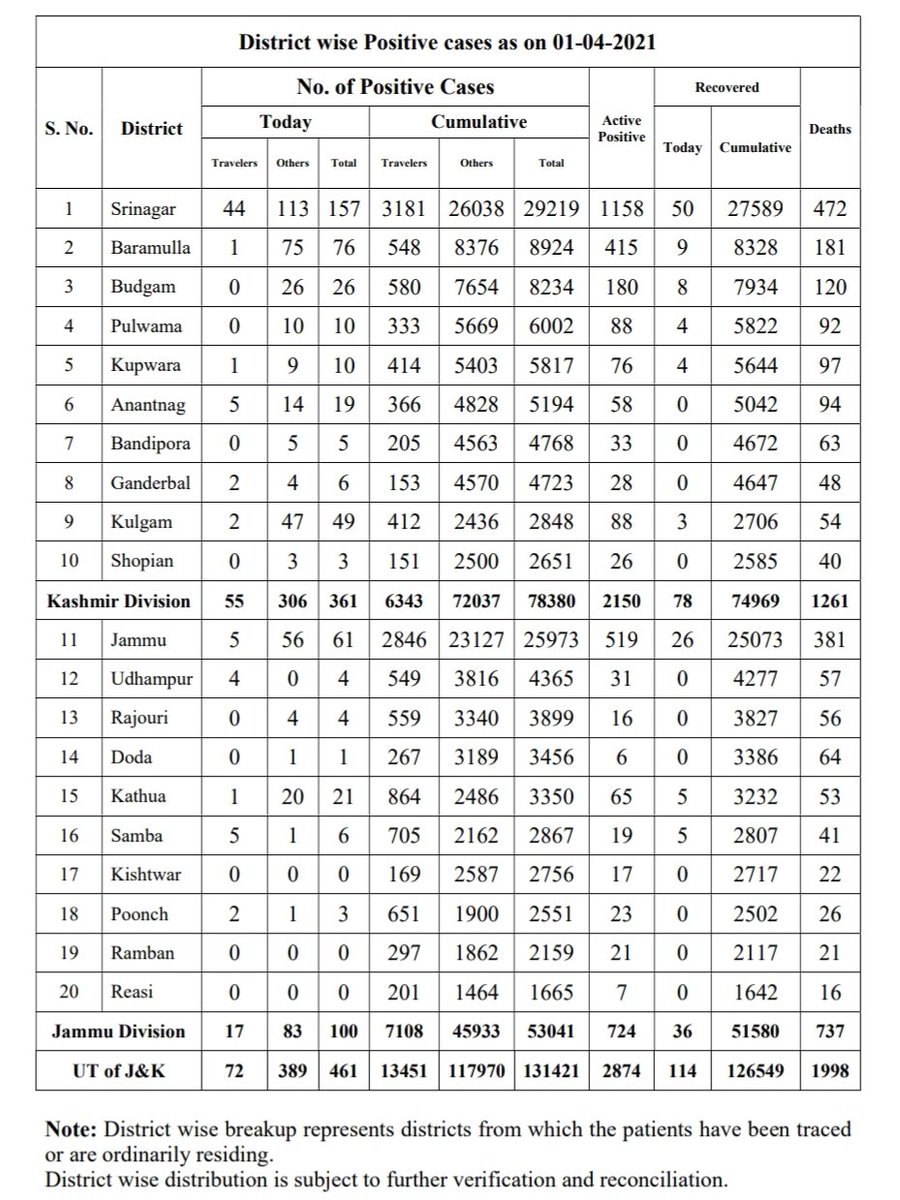 District wise Positive cases as on 01-04-2021
S. No. District No. of Positive Cases Active Positive Recovered Deaths
Today Cumulative Today Cumulative
Travelers Others Total Travelers Others Total
1 Srinagar 44 113 157 3181 26038 29219 1158 50 27589 472
2 Baramulla 1 75 76 548 8376 8924 415 9 8328 181
3 Budgam 0 26 26 580 7654 8234 180 8 7934 120
4 Pulwama 0 10 10 333 5669 6002 88 4 5822 92
5 Kupwara 1 9 10 414 5403 5817 76 4 5644 97
6 Anantnag 5 14 19 366 4828 5194 58 0 5042 94
7 Bandipora 0 5 5 205 4563 4768 33 0 4672 63
8 Ganderbal 2 4 6 153 4570 4723 28 0 4647 48
9 Kulgam 2 47 49 412 2436 2848 88 3 2706 54
10 Shopian 0 3 3 151 2500 2651 26 0 2585 40
Kashmir Division 55 306 361 6343 72037 78380 2150 78 74969 1261
11 Jammu 5 56 61 2846 23127 25973 519 26 25073 381
12 Udhampur 4 0 4 549 3816 4365 31 0 4277 57
13 Rajouri 0 4 4 559 3340 3899 16 0 3827 56
14 Doda 0 1 1 267 3189 3456 6 0 3386 64
15 Kathua 1 20 21 864 2486 3350 65 5 3232 53
16 Samba 5 1 6 705 2162 2867 19 5 2807 41
17 Kishtwar 0 0 0 169 2587 2756 17 0 2717 22
18 Poonch 2 1 3 651 1900 2551 23 0 2502 26
19 Ramban 0 0 0 297 1862 2159 21 0 2117 21
20 Reasi 0 0 0 201 1464 1665 7 0 1642 16
Jammu Division 17 83 100 7108 45933 53041 724 36 51580 737
UT of J&K 72 389 461 13451 117970 131421 2874 114 126549 1998
Note: District wise breakup represents districts from which the patients have been traced
or are ordinarily residing.
District wise distribution is subject to further verification and reconciliation.